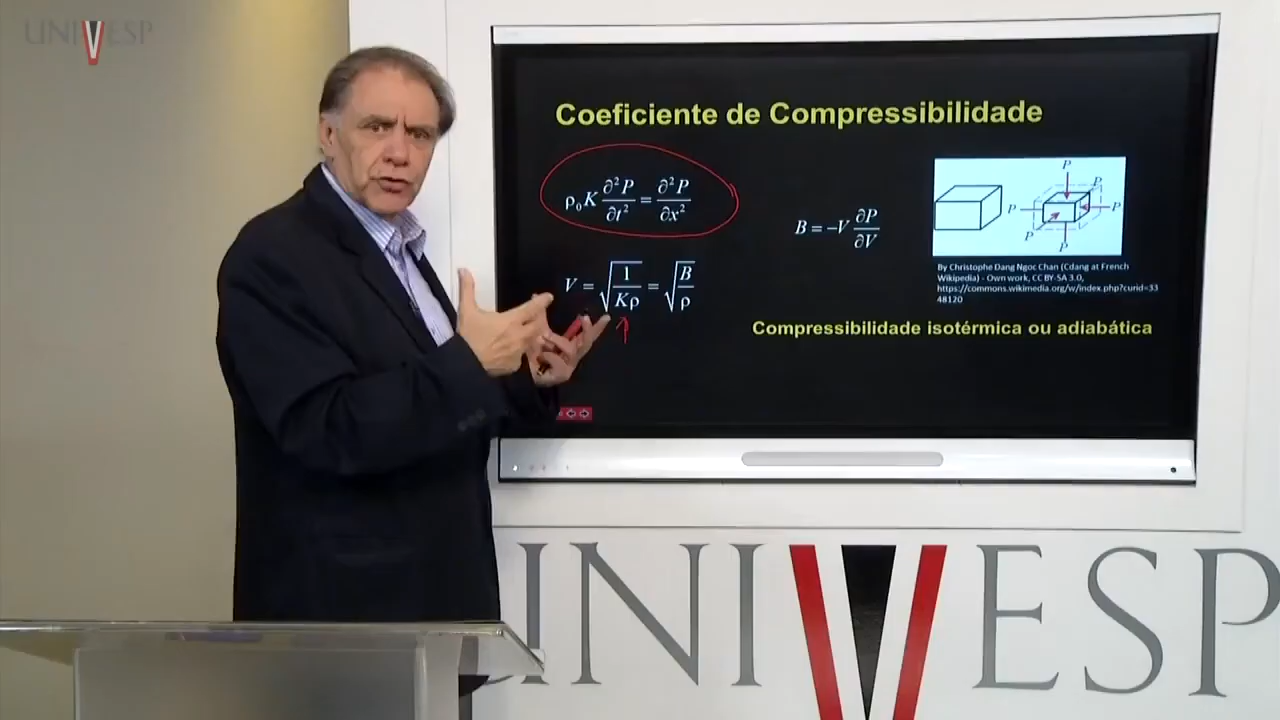 UNIVESP
Coeficiente de Compressibilidade
ρ₀K ∂²P/∂t² = ∂²P/∂x²
B = −V ∂P/∂V
V = √(1/Kρ) = √(B/ρ)
P
P
P
P
P
P
By Christophe Dang Ngoc Chan (Cdang at French
Wikipedia) - Own work, CC BY-SA 3.0,
https://commons.wikimedia.org/w/index.php?curid=33
48120
Compressibilidade isotérmica ou adiabática
UNIVESP